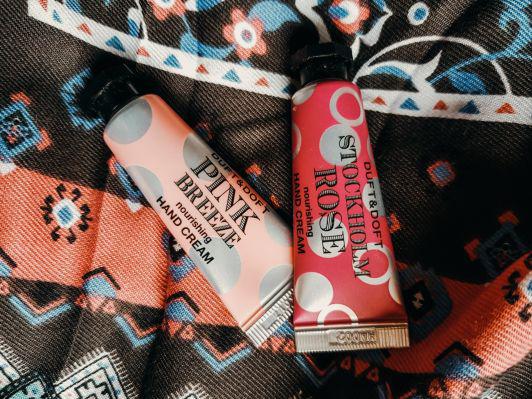 DUFT&DOFT
PINK
BREEZE
nourishing
HAND CREAM
DUFT&DOFT
STOCKHOLM
ROSE
nourishing
HAND CREAM